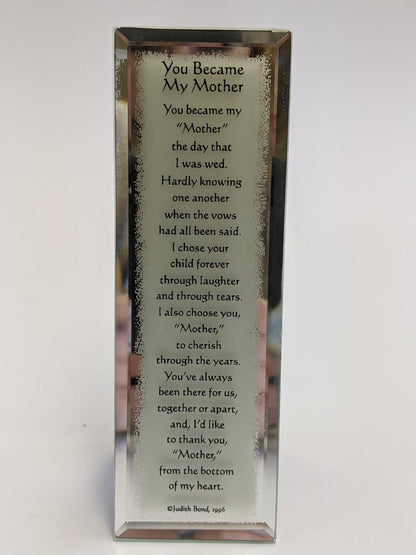 You Became
My Mother
You became my
"Mother"
the day that
I was wed.
Hardly knowing
one another
when the vows
had all been said.
I chose your
child forever
through laughter
and through tears.
I also choose you,
"Mother,"
to cherish
through the years.
You've always
been there for us,
together or apart,
and, I'd like
to thank you,
"Mother,"
from the bottom
of my heart.
©Judith Bond, 1996